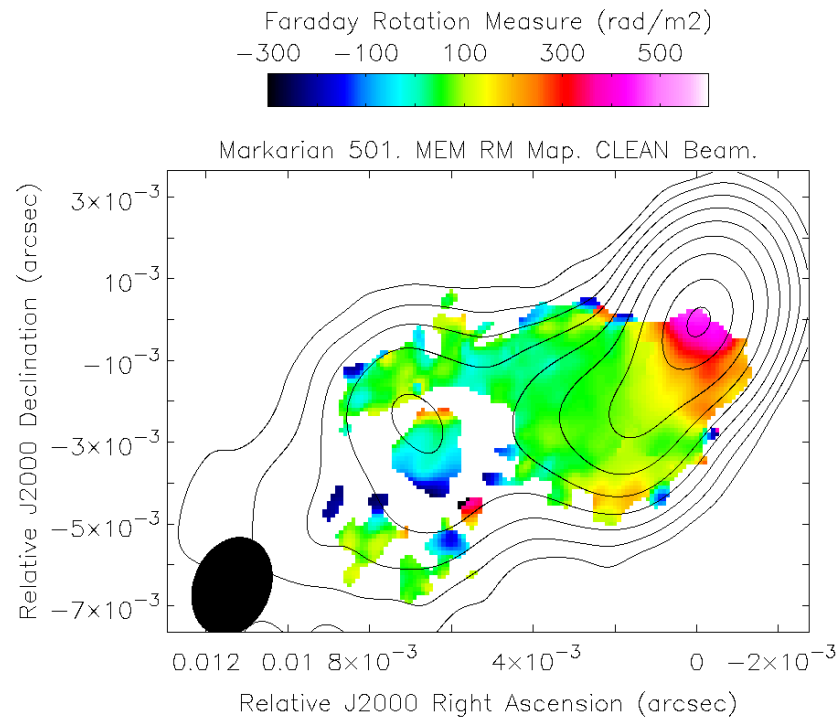 Faraday Rotation Measure (rad/m2)
−300 −100 100 300 500
Markarian 501. MEM RM Map. CLEAN Beam.
Relative J2000 Declination (arcsec)
3×10⁻³
10⁻³
−10⁻³
−3×10⁻³
−5×10⁻³
−7×10⁻³
0.012 0.01 8×10⁻³ 4×10⁻³ 0 −2×10⁻³
Relative J2000 Right Ascension (arcsec)